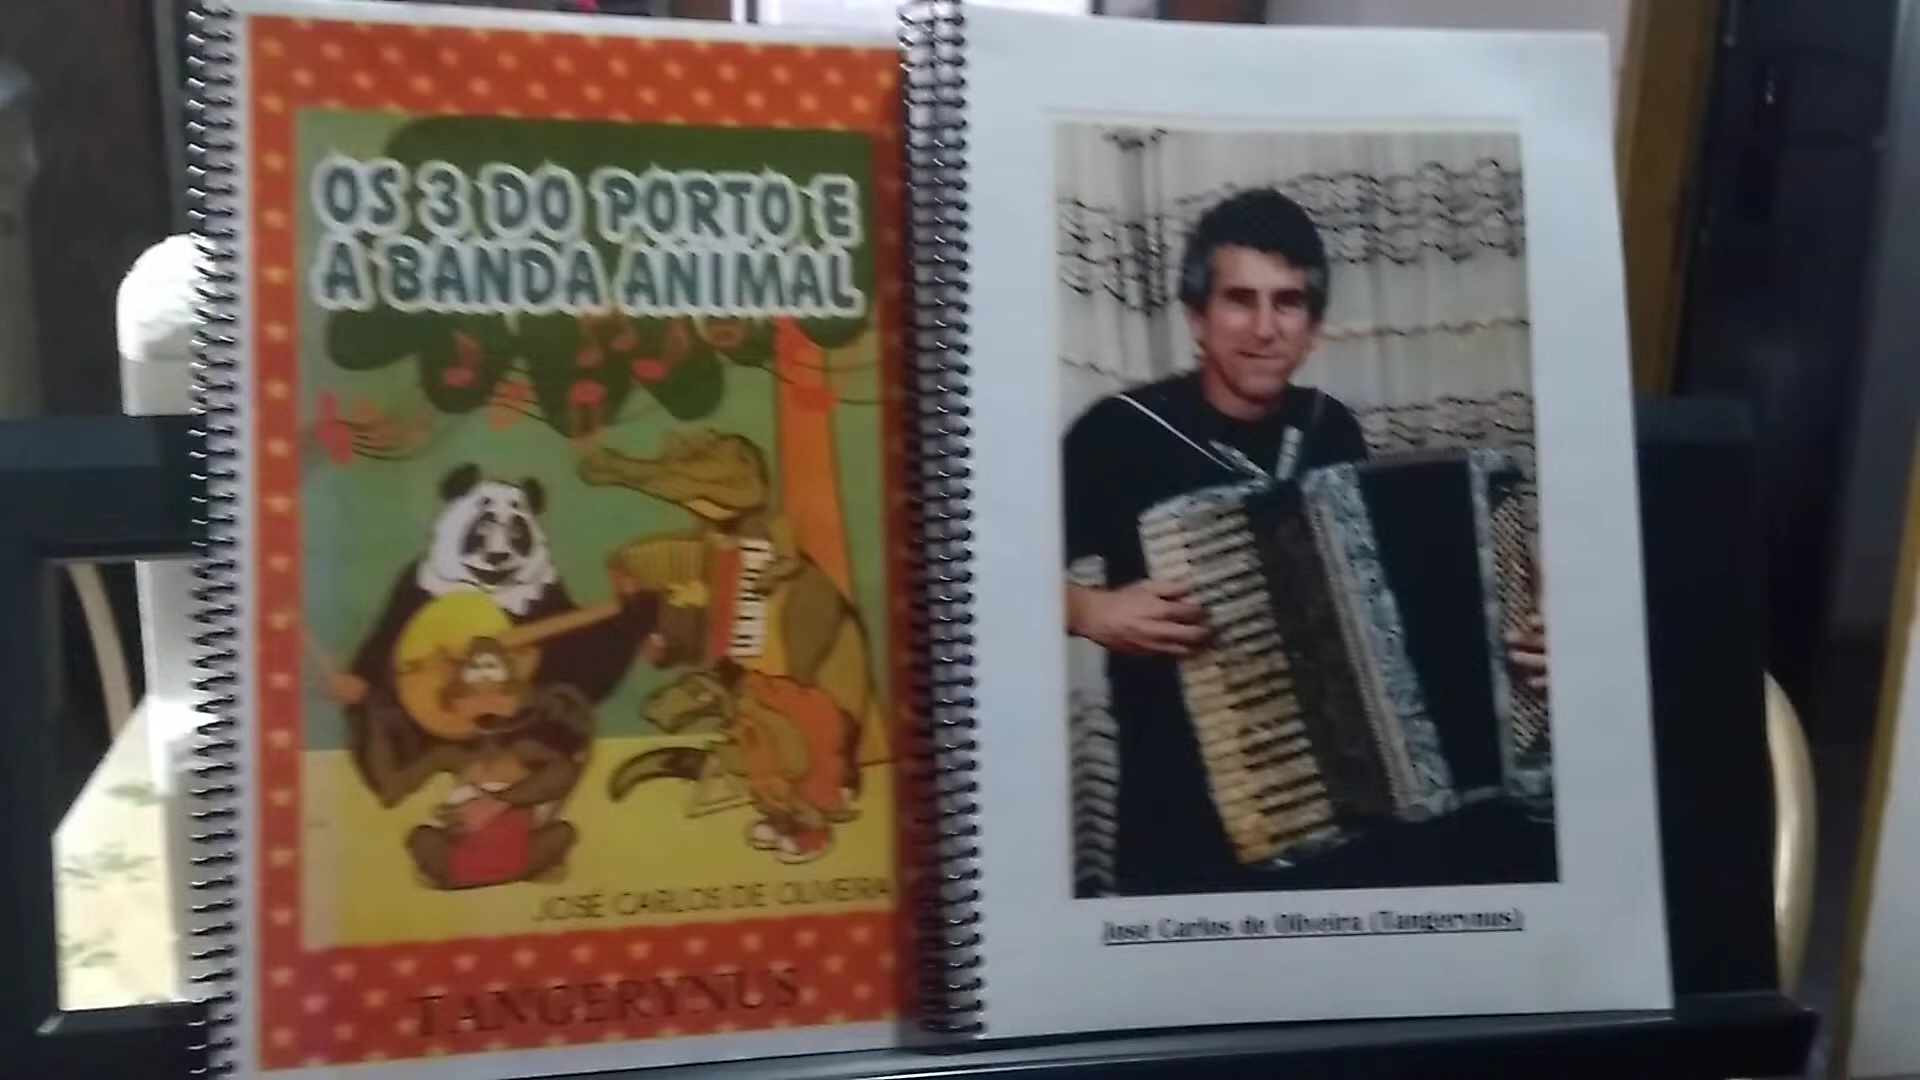 OS 3 DO PORTO E
A BANDA ANIMAL
JOSÉ CARLOS DE OLIVEIRA
TANGERYNUS
José Carlos de Oliveira (Tangerynus)